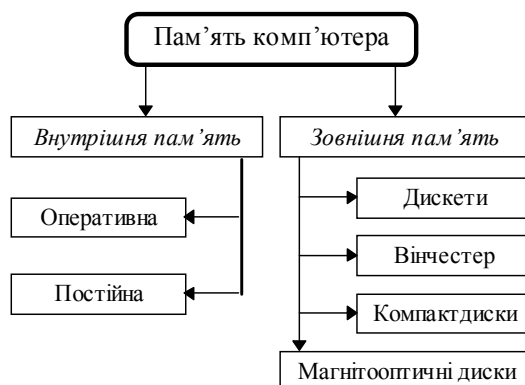 Пам’ять комп’ютера
Внутрішня пам’ять
Оперативна
Постійна
Зовнішня пам’ять
Дискети
Вінчестер
Компактдиски
Магнітооптичні диски